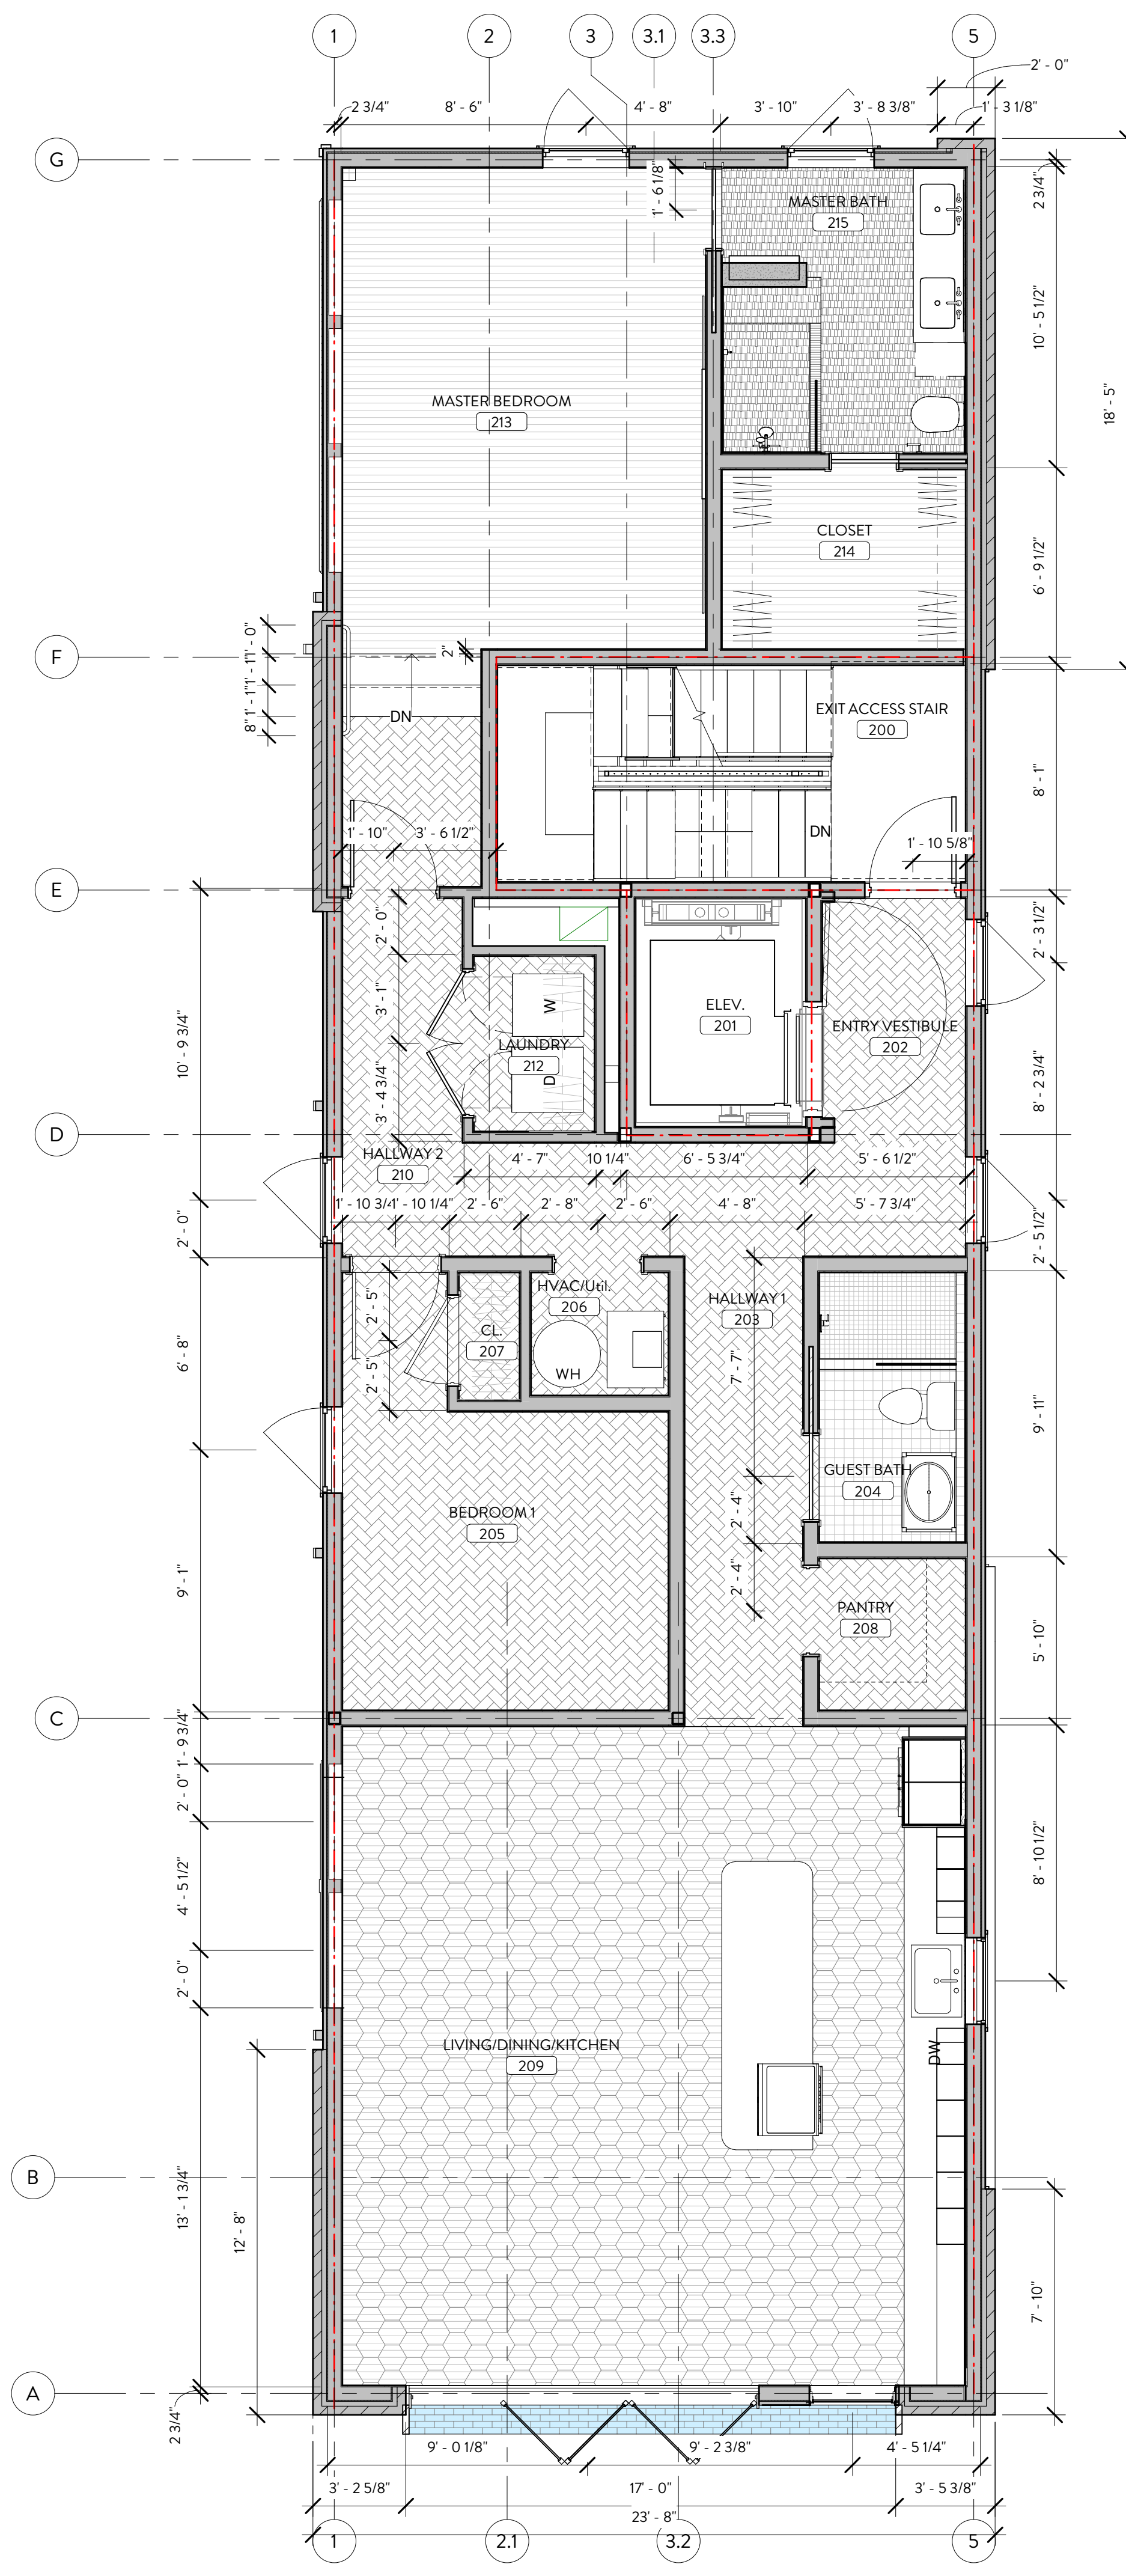 1
2
3
3.1
3.3
5
2' - 0"
2 3/4"
8' - 6"
4' - 8"
3' - 10"
3' - 8 3/8"
1' - 3 1/8"
G
1' - 6 1/8"
2 3/4"
MASTER BATH
215
10' - 5 1/2"
18' - 5"
MASTER BEDROOM
213
CLOSET
214
6' - 9 1/2"
F
1' - 0"
1' - 1"
1' - 1"
8"
2"
DN
EXIT ACCESS STAIR
200
8' - 1"
DN
1' - 10"
3' - 6 1/2"
1' - 10 5/8"
E
2' - 0"
2' - 3 1/2"
3' - 1"
W
ELEV.
201
ENTRY VESTIBULE
202
10' - 9 3/4"
LAUNDRY
212
D
3' - 4 3/4"
8' - 2 3/4"
D
HALLWAY 2
210
4' - 7"
10 1/4"
6' - 5 3/4"
5' - 6 1/2"
1' - 10 3/4"
1' - 10 1/4"
2' - 6"
2' - 8"
2' - 6"
4' - 8"
5' - 7 3/4"
2' - 0"
2' - 5 1/2"
HVAC/Util.
206
HALLWAY 1
203
2' - 5"
CL.
207
6' - 8"
7' - 7"
WH
2' - 5"
9' - 11"
GUEST BATH
204
BEDROOM 1
205
2' - 4"
2' - 4"
9' - 1"
PANTRY
208
5' - 10"
C
1' - 9 3/4"
2' - 0"
8' - 10 1/2"
4' - 5 1/2"
2' - 0"
LIVING/DINING/KITCHEN
209
DW
B
13' - 1 3/4"
12' - 8"
7' - 10"
A
2 3/4"
9' - 0 1/8"
9' - 2 3/8"
4' - 5 1/4"
3' - 2 5/8"
17' - 0"
3' - 5 3/8"
23' - 8"
1
2.1
3.2
5